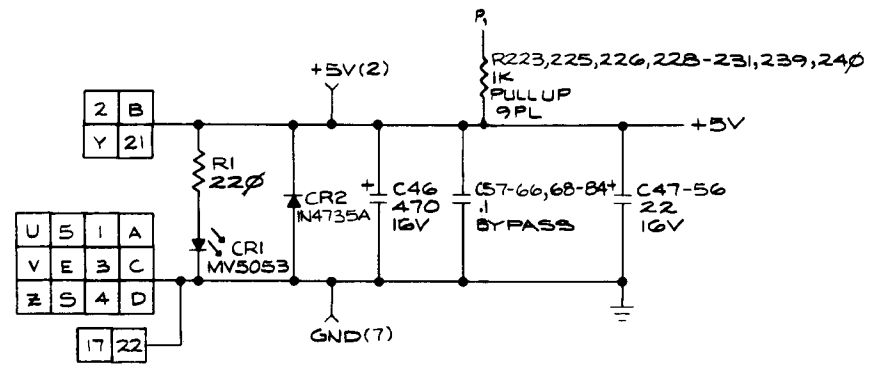 P1
R223,225,226,228-231,239,240
1K
PULL UP
9PL
+5V(2)
+5V
2 B
Y 21
R1
220
CR2
1N4735A
+ C46
470
16V
C57-66,68-84
.1
BYPASS
+ C47-56
22
16V
CR1
MV5053
U 5 1 A
V E 3 C
Z S 4 D
17 22
GND(7)